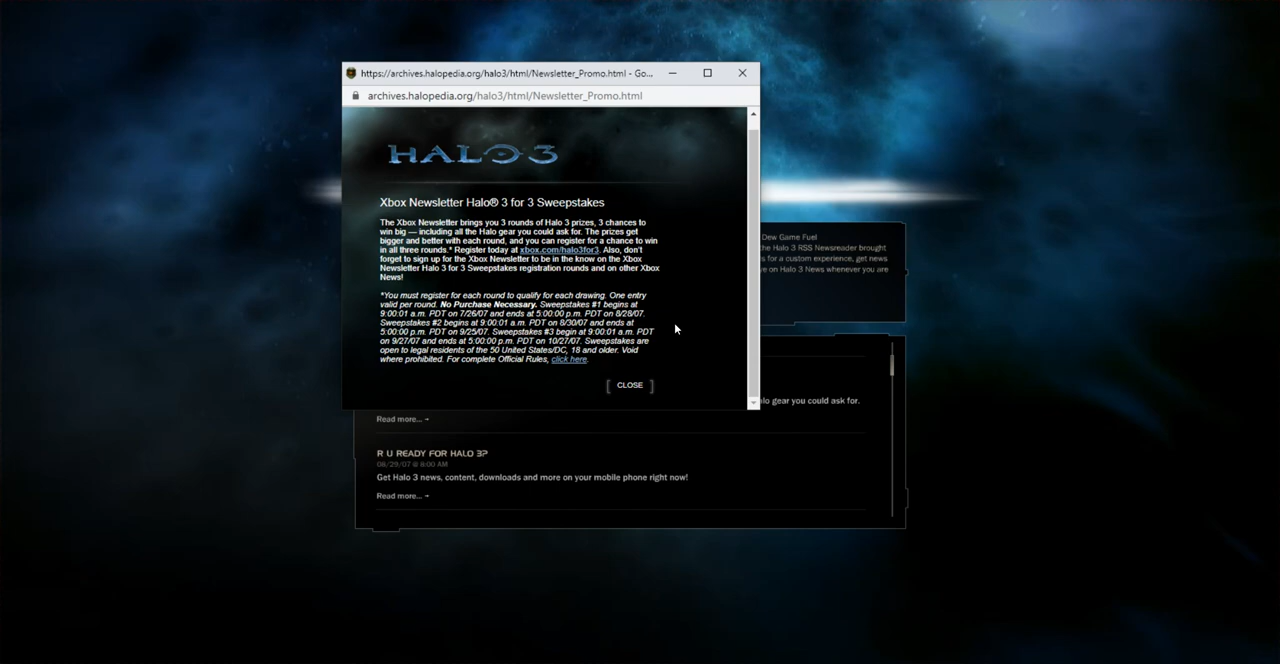 https://archives.halopedia.org/halo3/html/Newsletter_Promo.html - Go...
archives.halopedia.org/halo3/html/Newsletter_Promo.html
HALO 3
Xbox Newsletter Halo® 3 for 3 Sweepstakes
The Xbox Newsletter brings you 3 rounds of Halo 3 prizes, 3 chances to
win big — including all the Halo gear you could ask for. The prizes get
bigger and better with each round, and you can register for a chance to win
in all three rounds.* Register today at xbox.com/halo3for3. Also, don't
forget to sign up for the Xbox Newsletter to be in the know on the Xbox
Newsletter Halo 3 for 3 Sweepstakes registration rounds and on other Xbox
News!
*You must register for each round to qualify for each drawing. One entry
valid per round. No Purchase Necessary. Sweepstakes #1 begins at
9:00:01 a.m. PDT on 7/26/07 and ends at 5:00:00 p.m. PDT on 8/28/07.
Sweepstakes #2 begins at 9:00:01 a.m. PDT on 8/30/07 and ends at
5:00:00 p.m. PDT on 9/25/07. Sweepstakes #3 begin at 9:00:01 a.m. PDT
on 9/27/07 and ends at 5:00:00 p.m. PDT on 10/27/07. Sweepstakes are
open to legal residents of the 50 United States/DC, 18 and older. Void
where prohibited. For complete Official Rules, click here.
[ CLOSE ]
Dew Game Fuel
he Halo 3 RSS Newsreader brought
s for a custom experience, get news
ve on Halo 3 News whenever you are
alo gear you could ask for.
Read more...
R U READY FOR HALO 3?
08/29/07 @ 6:00 AM
Get Halo 3 news, content, downloads and more on your mobile phone right now!
Read more...